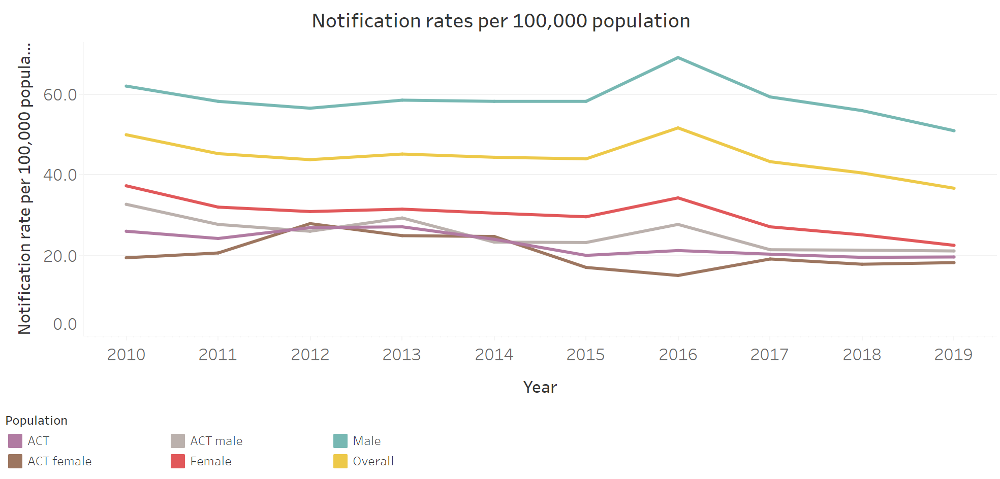 Notification rates per 100,000 population
Notification rate per 100,000 popula...
60.0
40.0
20.0
0.0
2010 2011 2012 2013 2014 2015 2016 2017 2018 2019
Year
Population
ACT ACT male Male
ACT female Female Overall